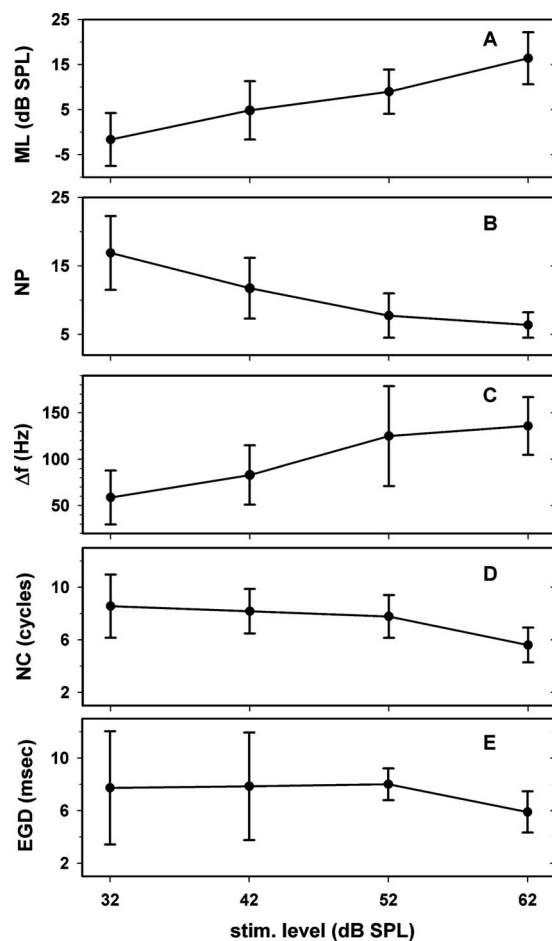 A
ML (dB SPL)
25
15
5
-5
B
NP
25
15
5
C
Δf (Hz)
150
100
50
D
NC (cycles)
10
6
2
E
EGD (msec)
10
6
2
32 42 52 62
stim. level (dB SPL)